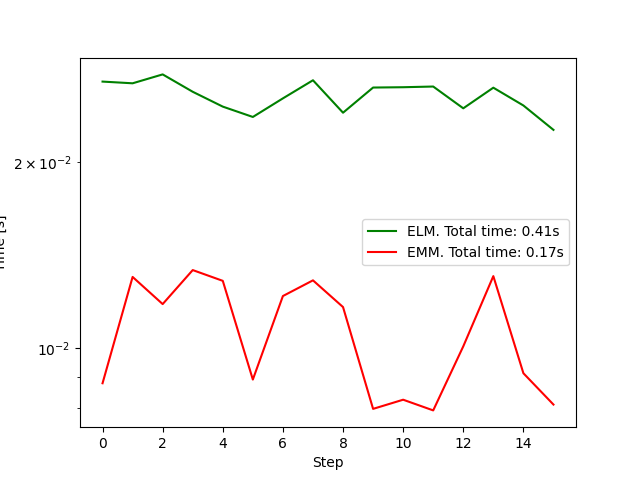 2 × 10⁻²
10⁻²
Time [s]
ELM. Total time: 0.41s
EMM. Total time: 0.17s
0 2 4 6 8 10 12 14
Step